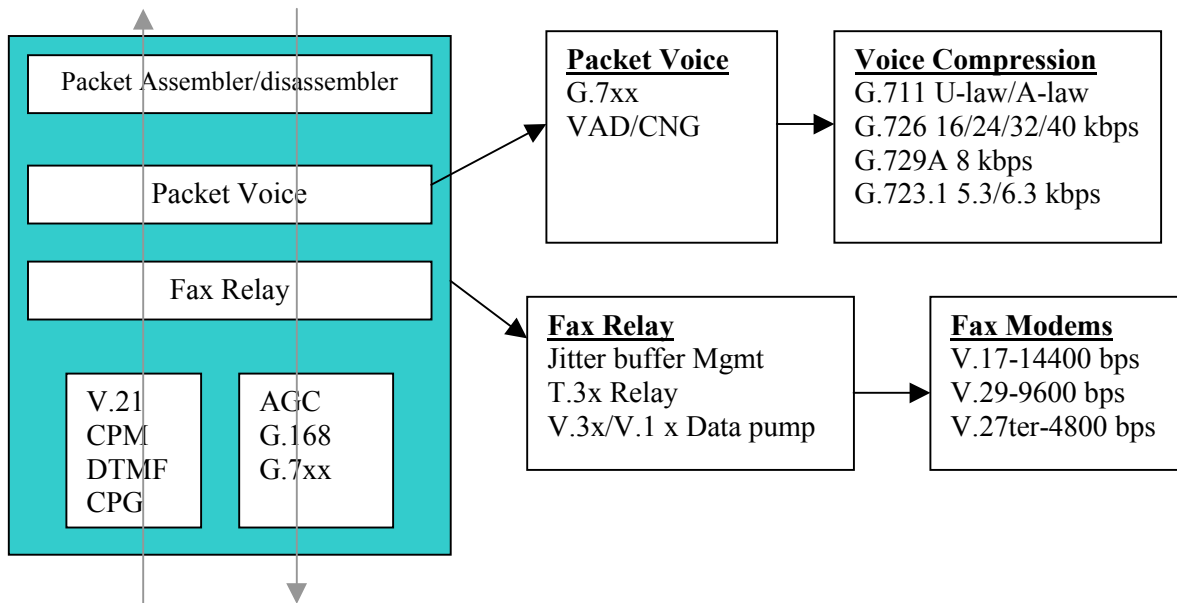 Packet Assembler/disassembler
Packet Voice
Fax Relay
V.21
CPM
DTMF
CPG
AGC
G.168
G.7xx
Packet Voice
G.7xx
VAD/CNG
Voice Compression
G.711 U-law/A-law
G.726 16/24/32/40 kbps
G.729A 8 kbps
G.723.1 5.3/6.3 kbps
Fax Relay
Jitter buffer Mgmt
T.3x Relay
V.3x/V.1 x Data pump
Fax Modems
V.17-14400 bps
V.29-9600 bps
V.27ter-4800 bps